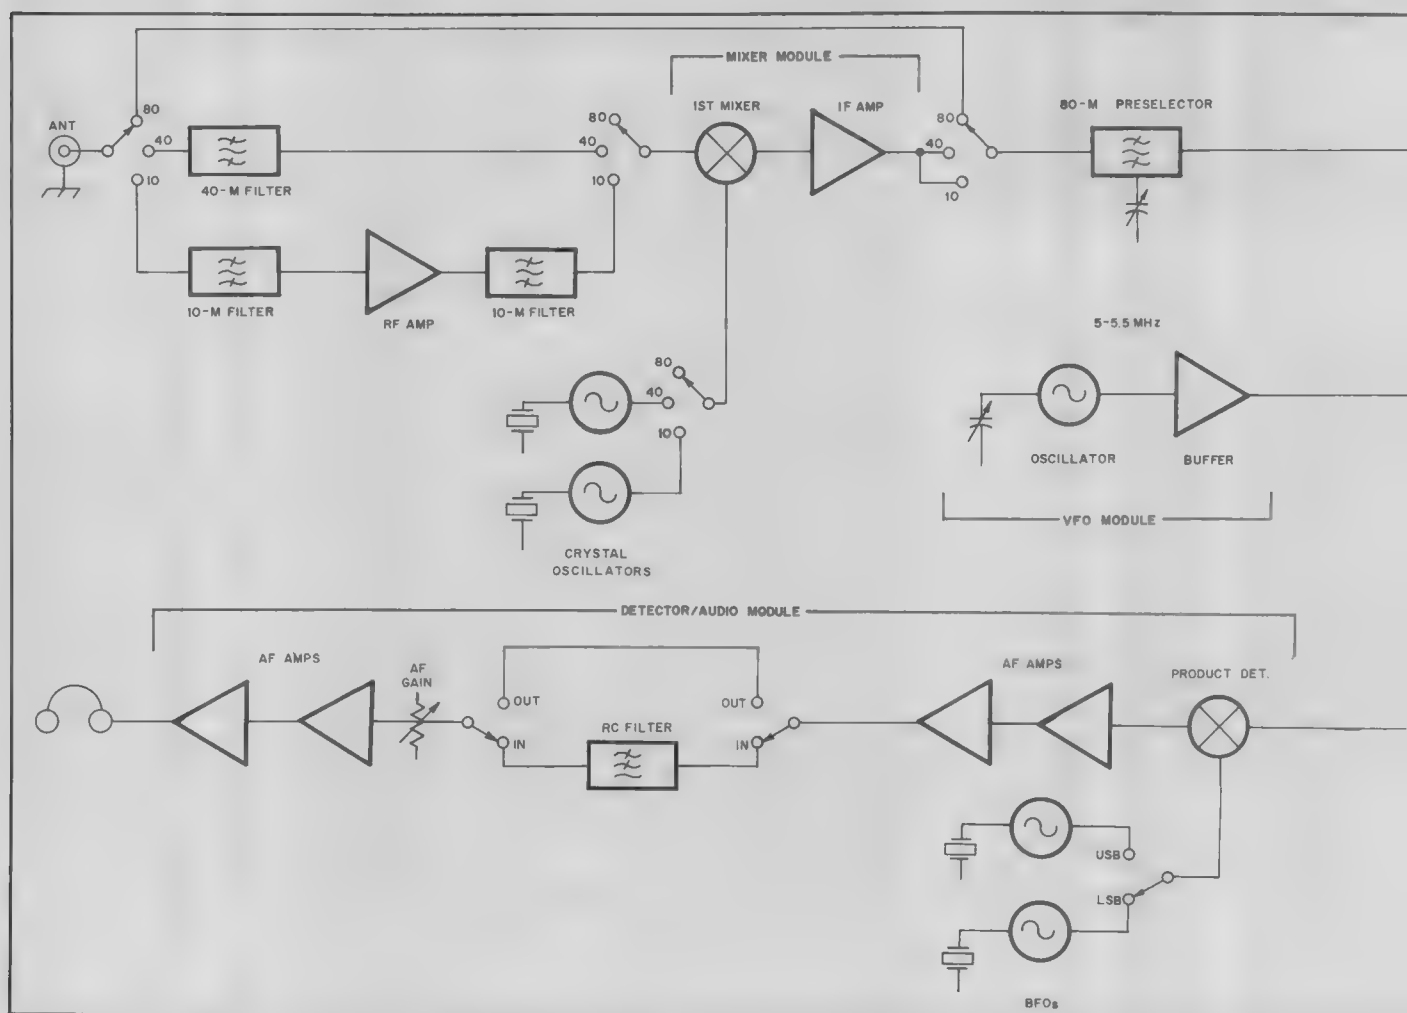 MIXER MODULE
1ST MIXER
IF AMP
80-M PRESELECTOR
ANT
80
40
10
40-M FILTER
80
40
10
80
40
10
10-M FILTER
RF AMP
10-M FILTER
5-5.5 MHz
80
40
10
OSCILLATOR
BUFFER
VFO MODULE
CRYSTAL
OSCILLATORS
DETECTOR/AUDIO MODULE
AF AMPS
AF
GAIN
OUT
OUT
IN
RC FILTER
IN
AF AMPS
PRODUCT DET.
USB
LSB
BFOs